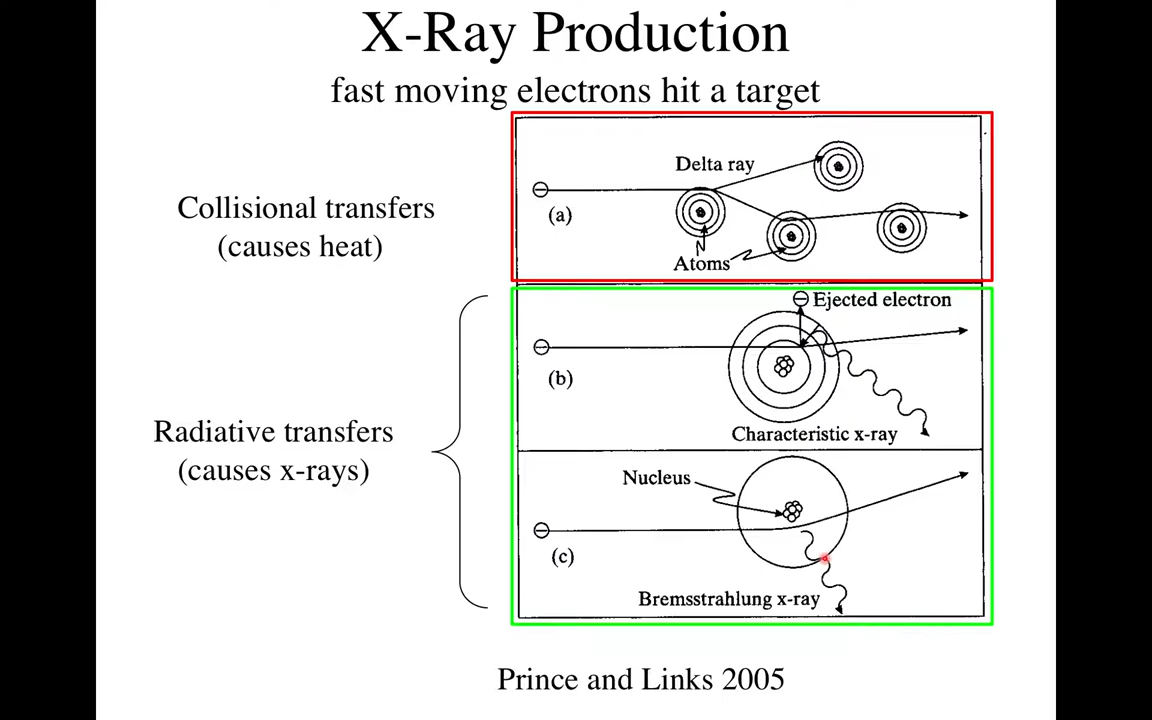 X-Ray Production
fast moving electrons hit a target
Collisional transfers
(causes heat)
Delta ray
(a)
Atoms
Radiative transfers
(causes x-rays)
Ejected electron
(b)
Characteristic x-ray
Nucleus
(c)
Bremsstrahlung x-ray
Prince and Links 2005